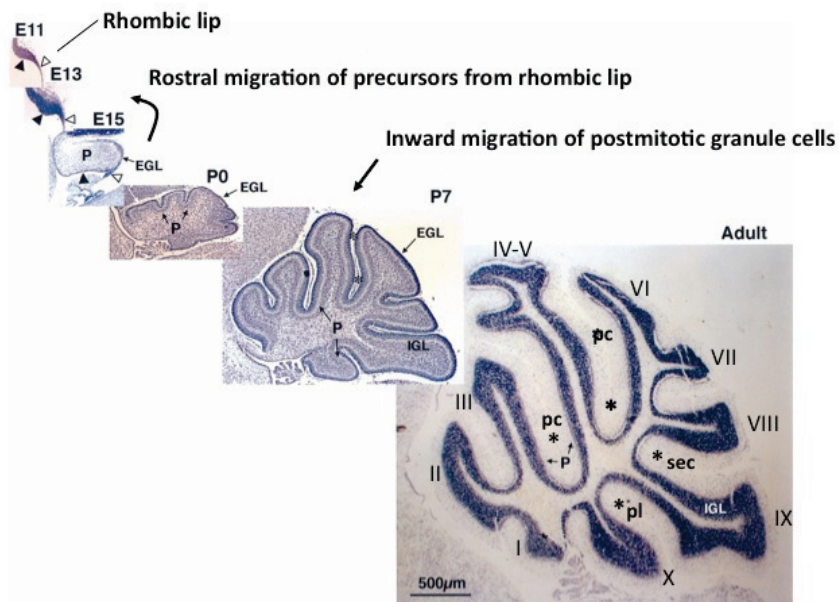 E11
Rhombic lip
E13
Rostral migration of precursors from rhombic lip
E15
P
EGL
Inward migration of postmitotic granule cells
P0
EGL
P
P7
EGL
P
IGL
Adult
IV-V
VI
pc
VII
III
*
pc
*
VIII
P
* sec
II
IGL
IX
* pl
I
X
500µm